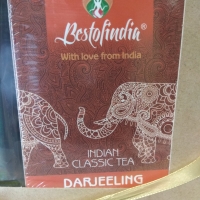 Bestofindia®
With love from India
INDIAN
CLASSIC TEA
DARJEELING